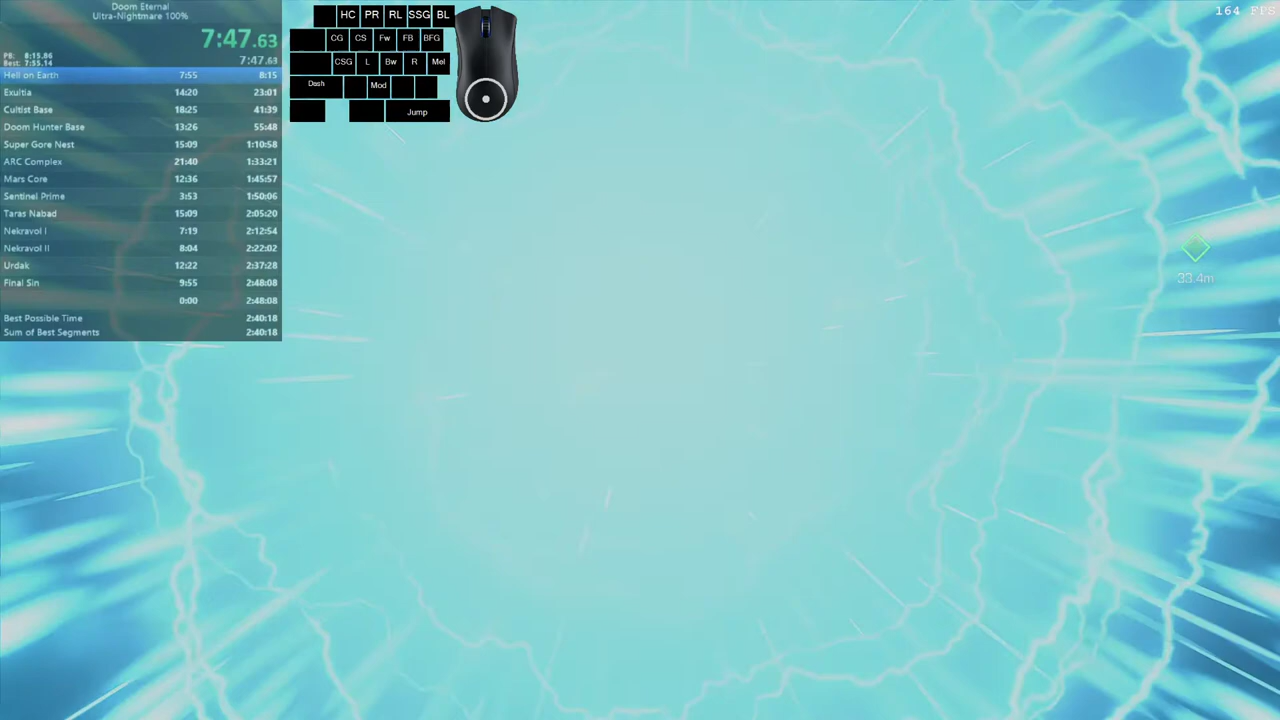 Doom Eternal
Ultra-Nightmare 100%
7:47.63
PB: 8:15.86
Best: 7:55.14
7:47.63
Hell on Earth 7:55 8:15
Exultia 14:20 23:01
Cultist Base 18:25 41:39
Doom Hunter Base 13:26 55:48
Super Gore Nest 15:09 1:10:58
ARC Complex 21:40 1:33:21
Mars Core 12:36 1:45:57
Sentinel Prime 3:53 1:50:06
Taras Nabad 15:09 2:05:20
Nekravol I 7:19 2:12:54
Nekravol II 8:04 2:22:02
Urdak 12:22 2:37:28
Final Sin 9:55 2:48:08
0:00 2:48:08
Best Possible Time 2:40:18
Sum of Best Segments 2:40:18
HC PR RL SSG BL
CG CS Fw FB BFG
CSG L Bw R Mel
Dash Mod
Jump
164 FPS
33.4m